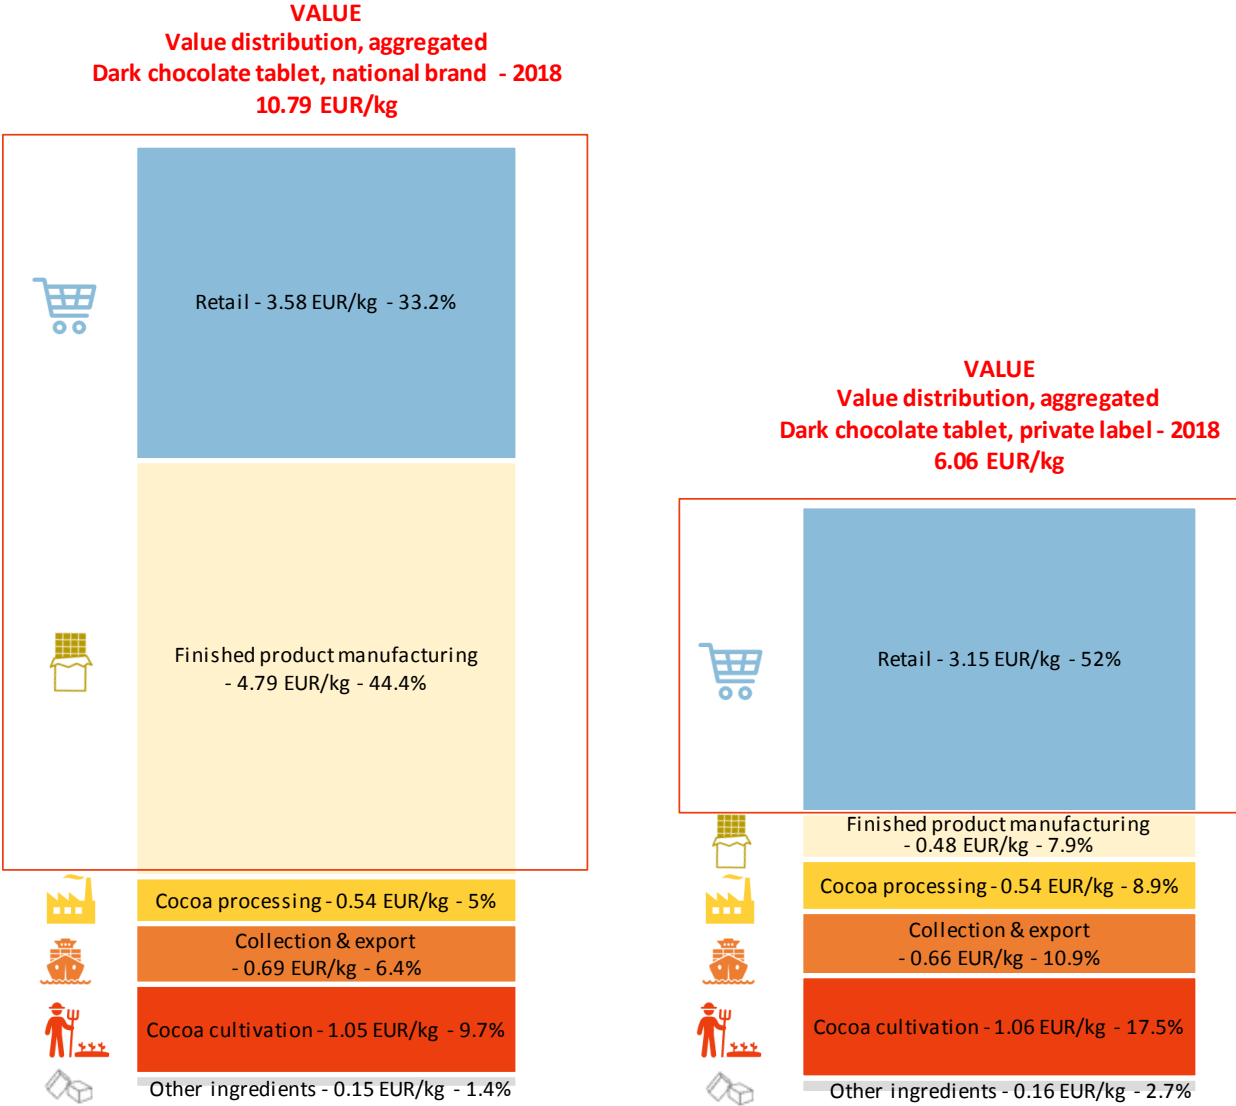 VALUE
Value distribution, aggregated
Dark chocolate tablet, national brand - 2018
10.79 EUR/kg
Retail - 3.58 EUR/kg - 33.2%
Finished product manufacturing
- 4.79 EUR/kg - 44.4%
Cocoa processing - 0.54 EUR/kg - 5%
Collection & export
- 0.69 EUR/kg - 6.4%
Cocoa cultivation - 1.05 EUR/kg - 9.7%
Other ingredients - 0.15 EUR/kg - 1.4%
VALUE
Value distribution, aggregated
Dark chocolate tablet, private label - 2018
6.06 EUR/kg
Retail - 3.15 EUR/kg - 52%
Finished product manufacturing
- 0.48 EUR/kg - 7.9%
Cocoa processing - 0.54 EUR/kg - 8.9%
Collection & export
- 0.66 EUR/kg - 10.9%
Cocoa cultivation - 1.06 EUR/kg - 17.5%
Other ingredients - 0.16 EUR/kg - 2.7%